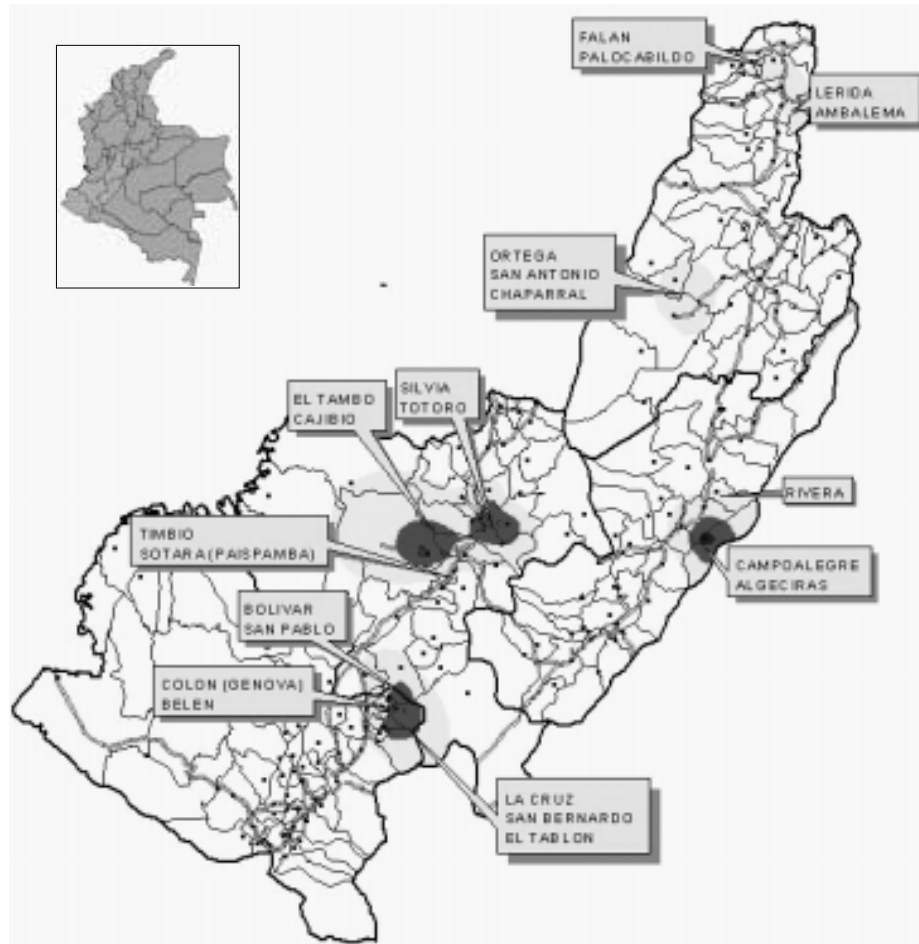 FALAN
PALOCABILDO
LERIDA
AMBALEMA
ORTEGA
SAN ANTONIO
CHAPARRAL
SILVIA
TOTORO
EL TAMBO
CAJIBIO
RIVERA
TIMBIO
SOTARA (PAISPAMBA)
CAMPOALEGRE
ALGECIRAS
BOLIVAR
SAN PABLO
COLON (GENOVA)
BELEN
LA CRUZ
SAN BERNARDO
EL TABLON